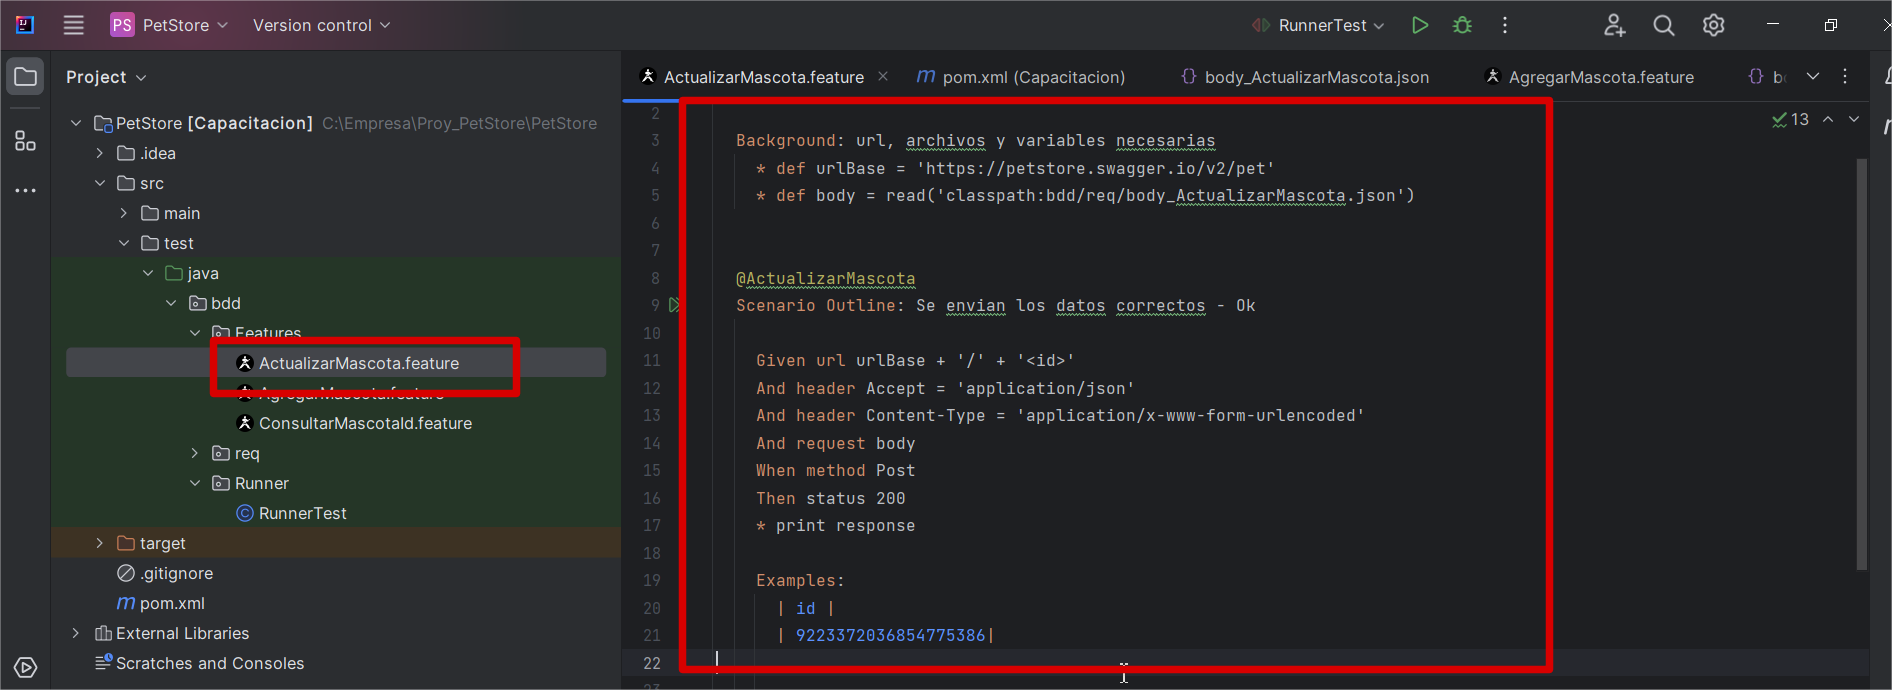 PS PetStore Version control RunnerTest
Project
ActualizarMascota.feature pom.xml (Capacitacion) body_ActualizarMascota.json AgregarMascota.feature
PetStore [Capacitacion] C:\Empresa\Proy_PetStore\PetStore
.idea
src
main
test
java
bdd
Features
ActualizarMascota.feature
AgregarMascota.feature
ConsultarMascotaId.feature
req
Runner
RunnerTest
target
.gitignore
pom.xml
External Libraries
Scratches and Consoles
13
2
3 Background: url, archivos y variables necesarias
4 * def urlBase = 'https://petstore.swagger.io/v2/pet'
5 * def body = read('classpath:bdd/req/body_ActualizarMascota.json')
6
7
8 @ActualizarMascota
9 Scenario Outline: Se envian los datos correctos - Ok
10
11 Given url urlBase + '/' + '<id>'
12 And header Accept = 'application/json'
13 And header Content-Type = 'application/x-www-form-urlencoded'
14 And request body
15 When method Post
16 Then status 200
17 * print response
18
19 Examples:
20 | id |
21 | 9223372036854775386|
22
23